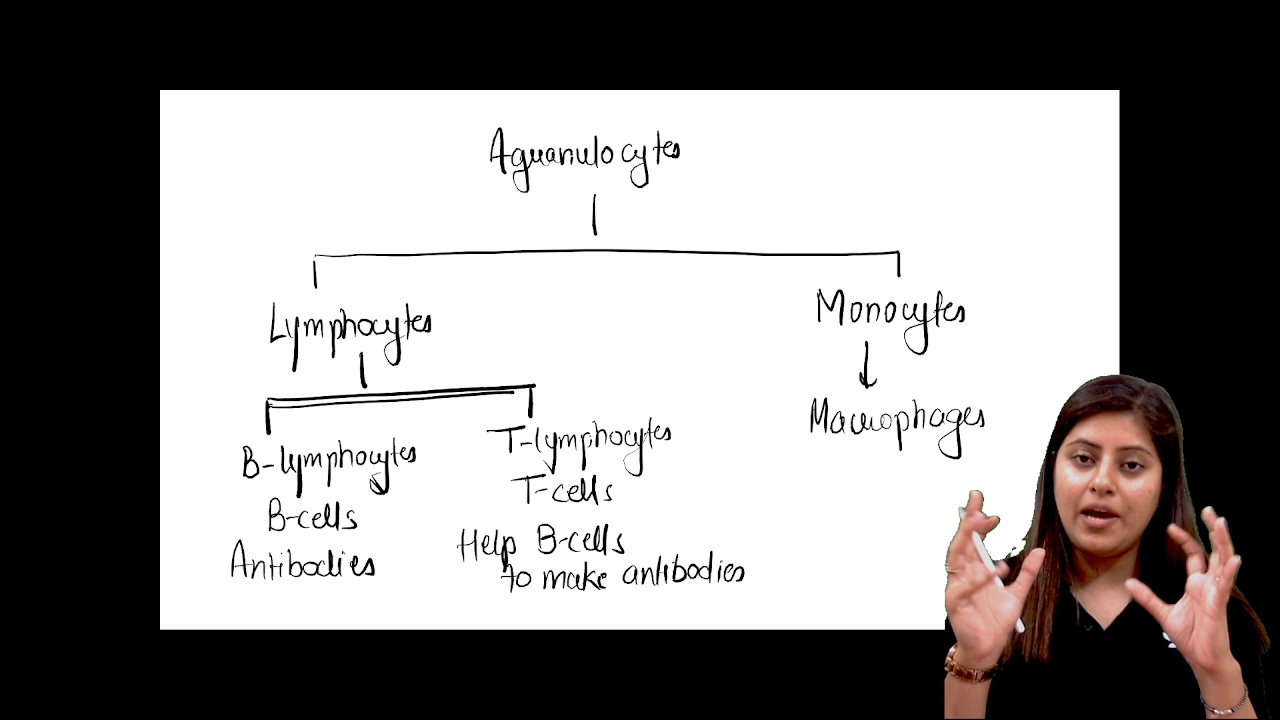 Agranulocytes
Lymphocytes
Monocytes
Macrophages
B-lymphocytes
B-cells
Antibodies
T-lymphocytes
T-cells
Help B-cells
to make antibodies